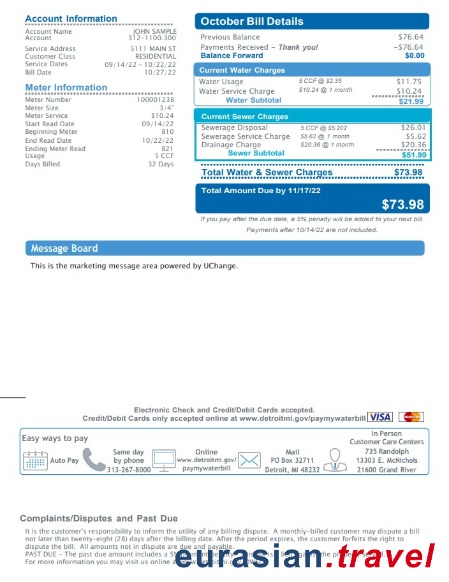 Account Information
Account Name JOHN SAMPLE
Account 312-1100.300
Service Address 5111 MAIN ST
Customer Class RESIDENTIAL
Service Dates 09/14/22 - 10/22/22
Bill Date 10/27/22
Meter Information
Meter Number 100001238
Meter Size 3/4"
Meter Service $10.24
Start Read Date 09/14/22
Beginning Meter 810
End Read Date 10/22/22
Ending Meter Read 821
Usage 5 CCF
Days Billed 32 Days
October Bill Details
Previous Balance $76.64
Payments Received – Thank you! –$76.64
Balance Forward $0.00
Current Water Charges
Water Usage 5 CCF @ $2.35 $11.75
Water Service Charge $10.24 @ 1 month $10.24
Water Subtotal $21.99
Current Sewer Charges
Sewerage Disposal 5 CCF @ $5.202 $26.01
Sewerage Service Charge $5.62 @ 1 month $5.62
Drainage Charge $20.36 @ 1 month $20.36
Sewer Subtotal $51.99
Total Water & Sewer Charges $73.98
Total Amount Due by 11/17/22
$73.98
If you pay after the due date, a 5% penalty will be added to your next bill.
Payments after 10/14/22 are not included.
Message Board
This is the marketing message area powered by UChange.
Electronic Check and Credit/Debit Cards accepted.
Credit/Debit Cards only accepted online at www.detroitmi.gov/paymywaterbill VISA
Easy ways to pay
Auto Pay
Same day
by phone
313-267-8000
Online
www.detroitmi.gov/
paymywaterbill
Mail
PO Box 32711
Detroit, MI 48232
In Person
Customer Care Centers
735 Randolph
13303 E. McNichols
21600 Grand River
Complaints/Disputes and Past Due
It is the customer's responsibility to inform the utility of any billing dispute. A monthly-billed customer may dispute a bill
not later than twenty-eight (28) days after the billing date. After the period expires, the customer forfeits the right to
dispute the bill. All amounts not in dispute are due and payable.
PAST DUE – The past due amount includes a 5%
For more information you may visit us online
eurasian.travel